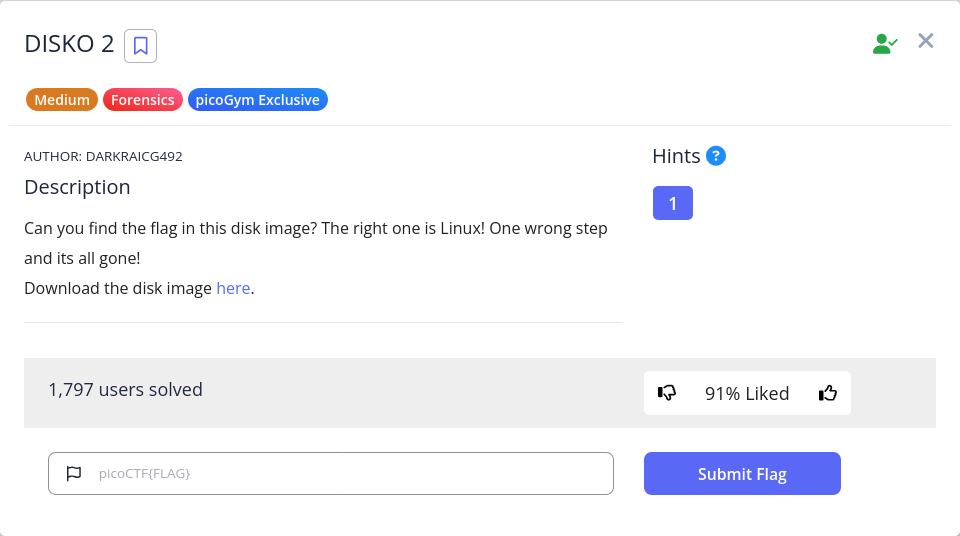 DISKO 2
Medium Forensics picoGym Exclusive
AUTHOR: DARKRAICG492
Description
Can you find the flag in this disk image? The right one is Linux! One wrong step
and its all gone!
Download the disk image here.
Hints ?
1
1,797 users solved
91% Liked
picoCTF{FLAG}
Submit Flag